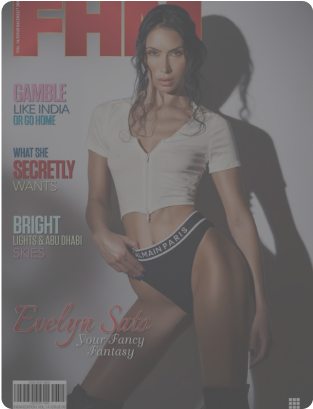 FHM
GAMBLE
LIKE INDIA
OR GO HOME
WHAT SHE
SECRETLY
WANTS
BRIGHT
LIGHTS & ABU DHABI
SKIES
BALMAIN PARIS
Evelyn Sato
Your Fancy
Fantasy